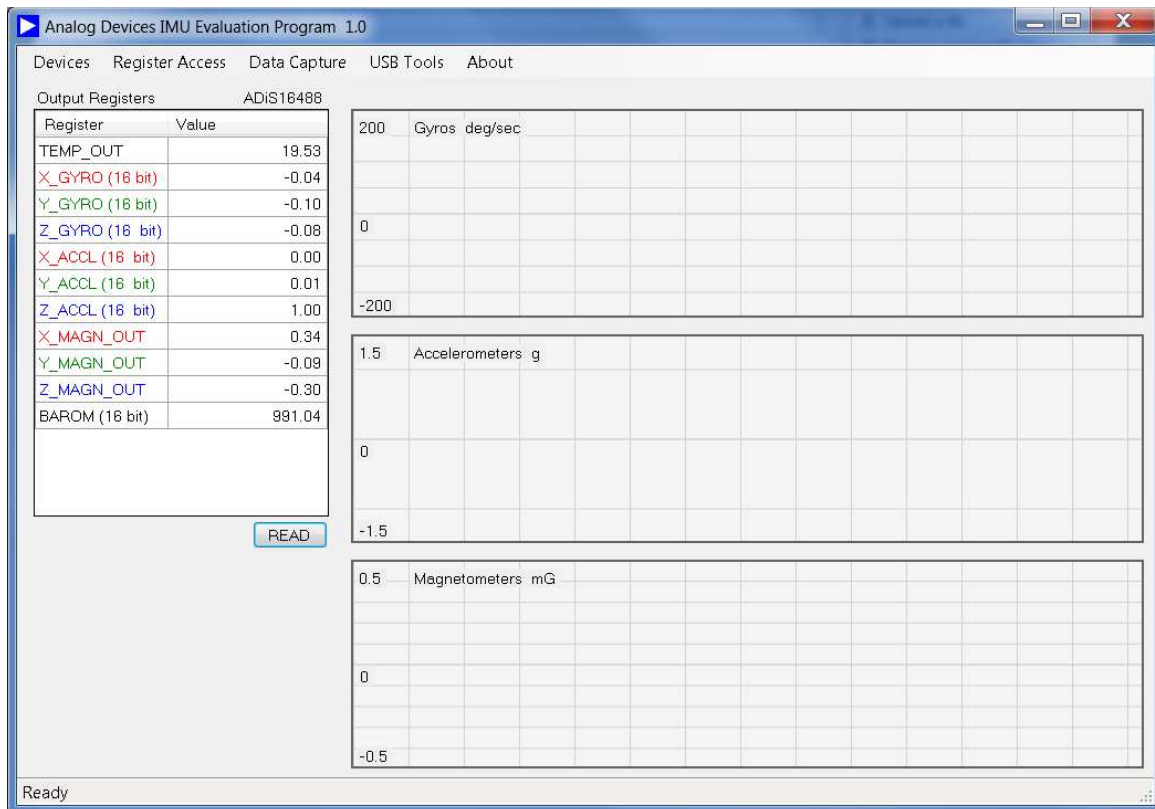 Analog Devices IMU Evaluation Program 1.0
Devices Register Access Data Capture USB Tools About
Output Registers ADiS16488
Register Value
TEMP_OUT 19.53
X_GYRO (16 bit) -0.04
Y_GYRO (16 bit) -0.10
Z_GYRO (16 bit) -0.08
X_ACCL (16 bit) 0.00
Y_ACCL (16 bit) 0.01
Z_ACCL (16 bit) 1.00
X_MAGN_OUT 0.34
Y_MAGN_OUT -0.09
Z_MAGN_OUT -0.30
BAROM (16 bit) 991.04
READ
200 Gyros deg/sec
0
-200
1.5 Accelerometers g
0
-1.5
0.5 Magnetometers mG
0
-0.5
Ready